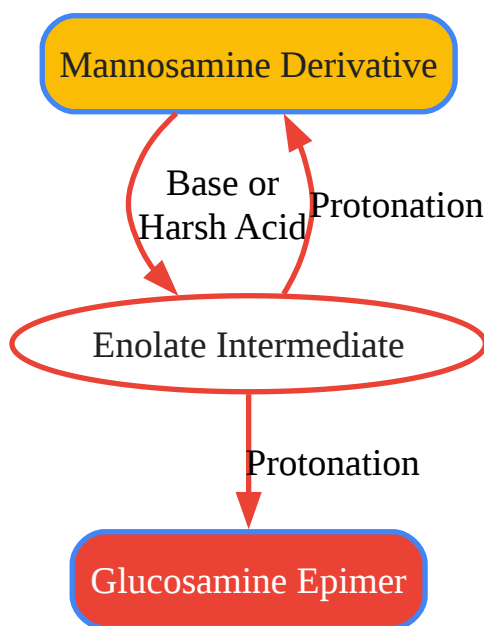 Mannosamine Derivative
Base or
Harsh Acid
Protonation
Enolate Intermediate
Protonation
Glucosamine Epimer